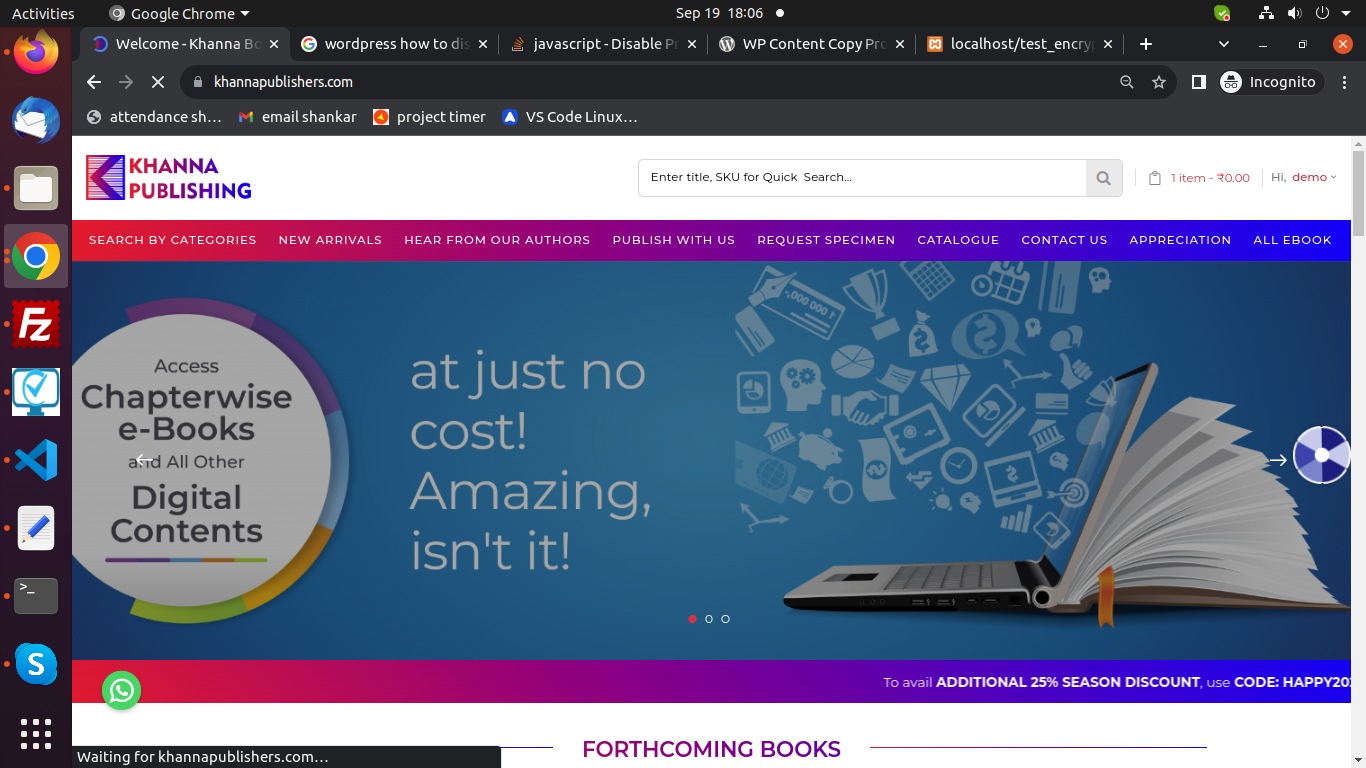 Activities
Google Chrome
Sep 19 18:06
Welcome - Khanna Bo
wordpress how to dis
javascript - Disable Pr
WP Content Copy Pro
localhost/test_encry
khannapublishers.com
Incognito
attendance sh...
email shankar
project timer
VS Code Linux...
KHANNA
PUBLISHING
Enter title, SKU for Quick Search...
1 item - ₹0.00
Hi, demo
SEARCH BY CATEGORIES
NEW ARRIVALS
HEAR FROM OUR AUTHORS
PUBLISH WITH US
REQUEST SPECIMEN
CATALOGUE
CONTACT US
APPRECIATION
ALL EBOOK
Access
Chapterwise
e-Books
and All Other
Digital
Contents
at just no
cost!
Amazing,
isn't it!
000 000
To avail ADDITIONAL 25% SEASON DISCOUNT, use CODE: HAPPY202
FORTHCOMING BOOKS
Waiting for khannapublishers.com...